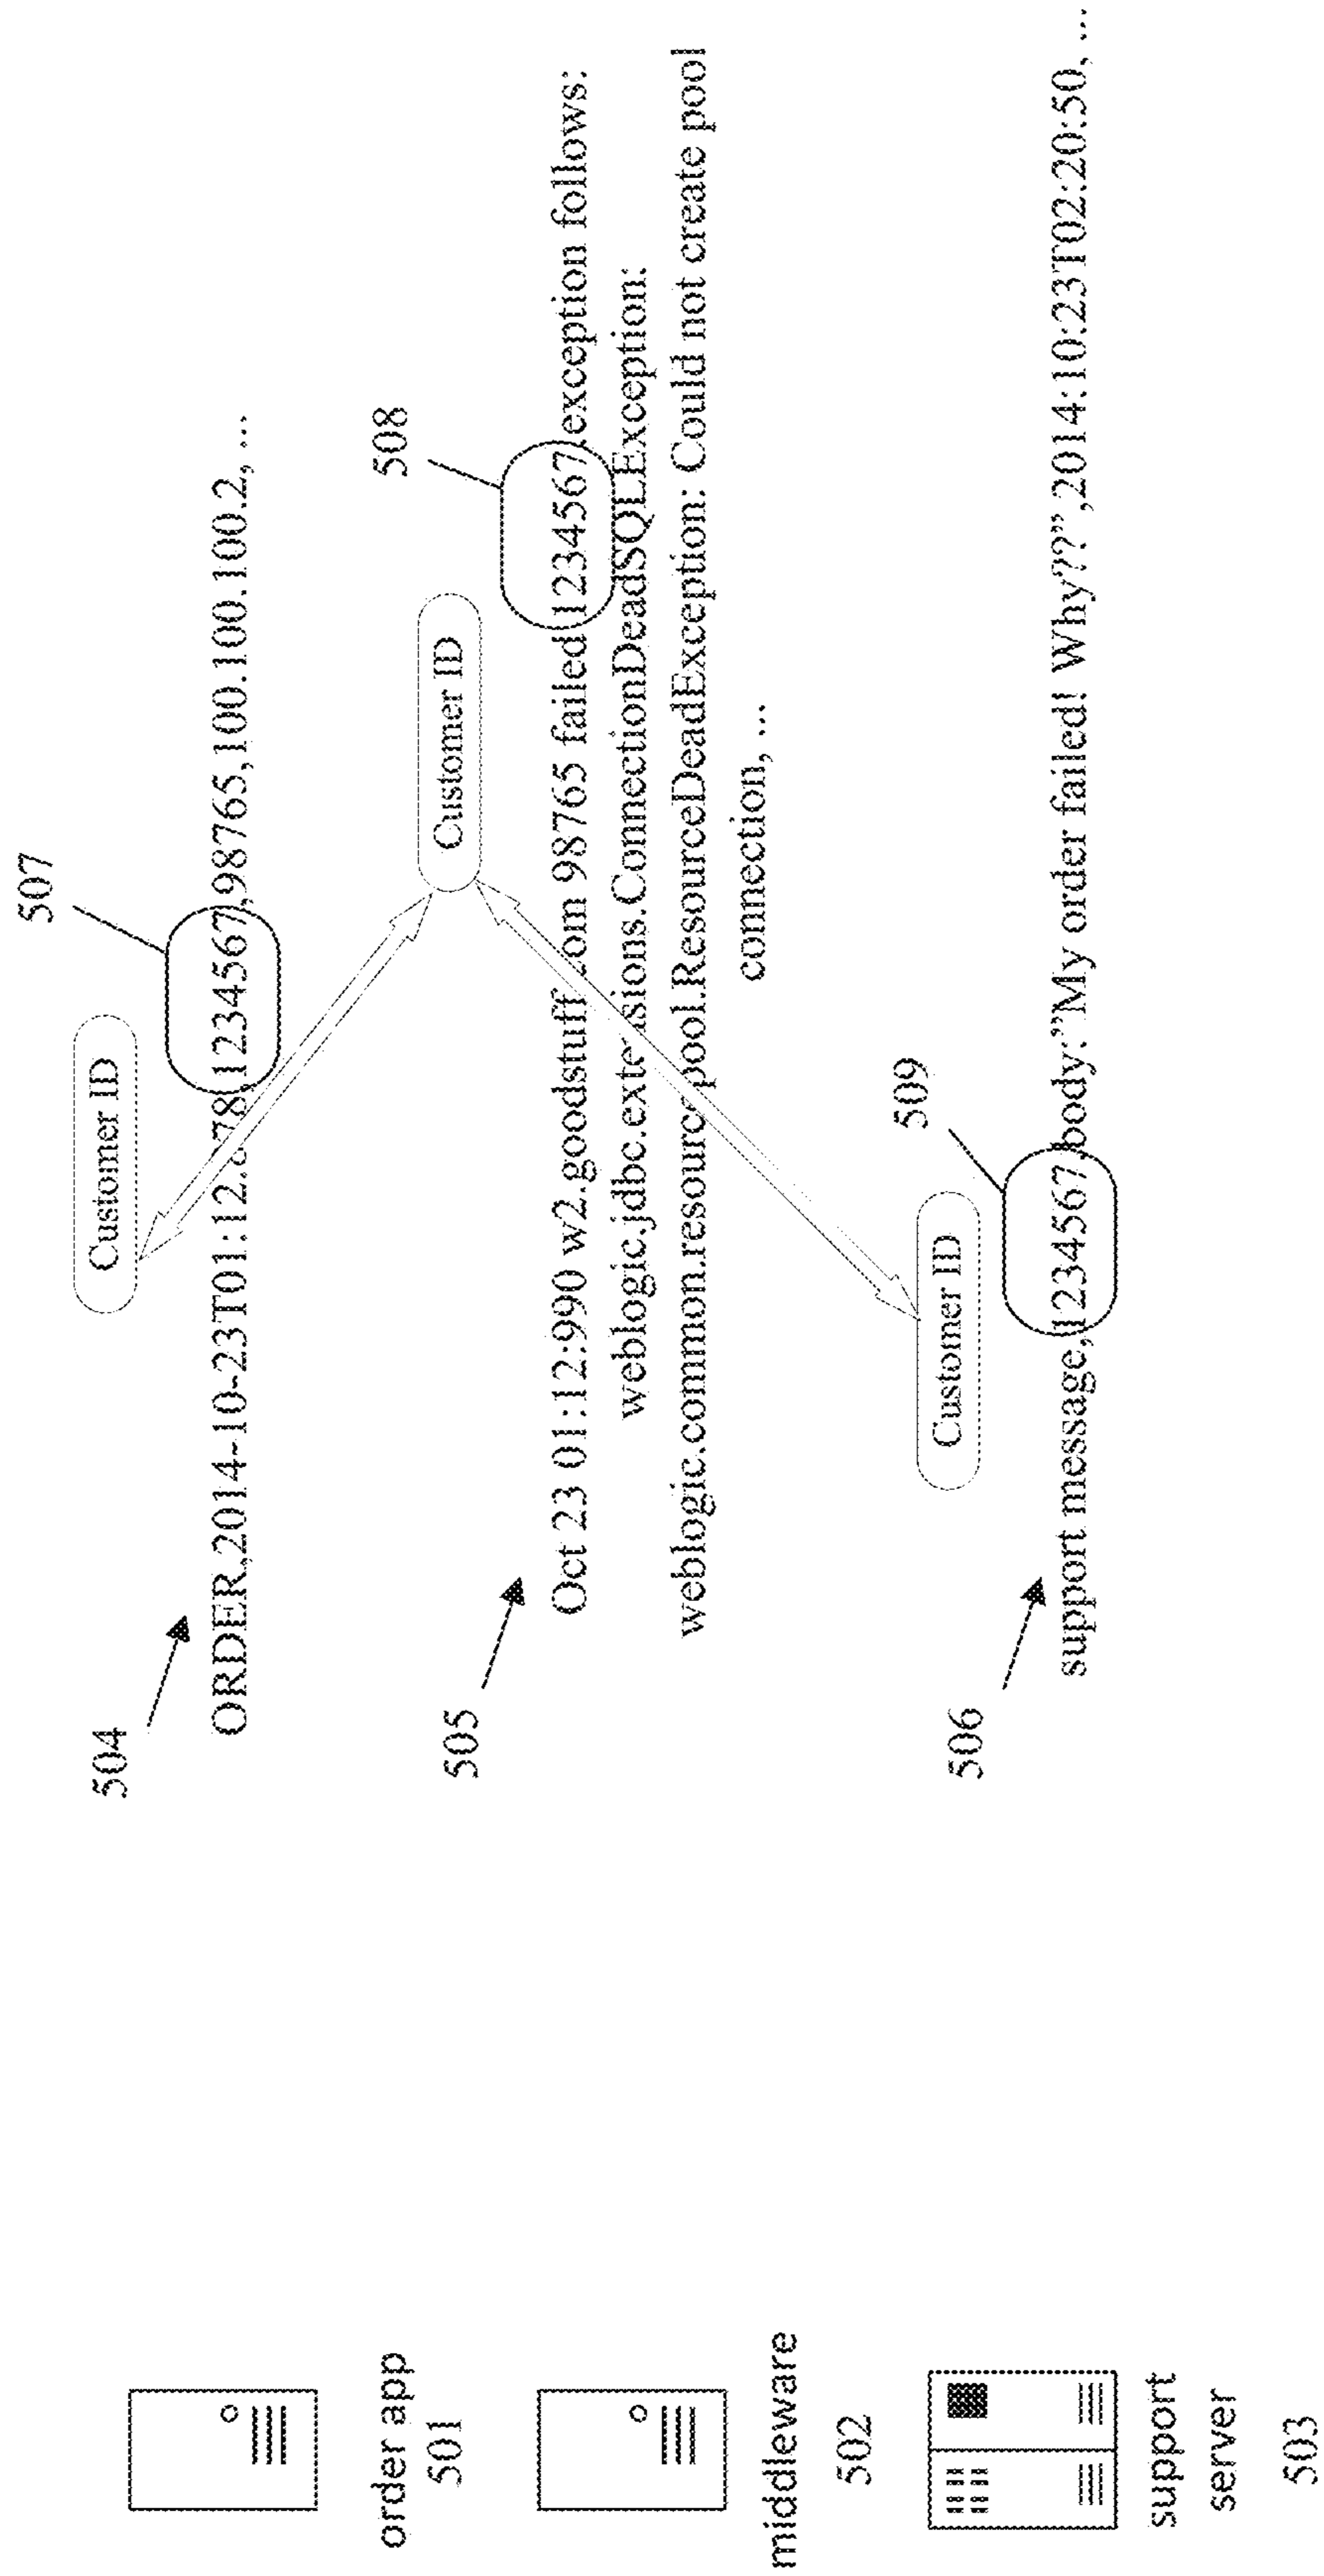 507
Customer ID
504
ORDER,2014-10-23T01:12.878,1234567,98765,100.100.100.2, ...
order app
501
508
Customer ID
505
Oct 23 01:12:990 w2.goodstuff.com 98765 failed 1234567.exception follows:
weblogic.jdbc.extensions.ConnectionDeadSQLException:
weblogic.common.resourcepool.ResourceDeadException: Could not create pool
connection, ...
middleware
502
509
Customer ID
506
support message,1234567,body:”My order failed! Why??”,2014:10:23T02:20:50, ...
support
server
503